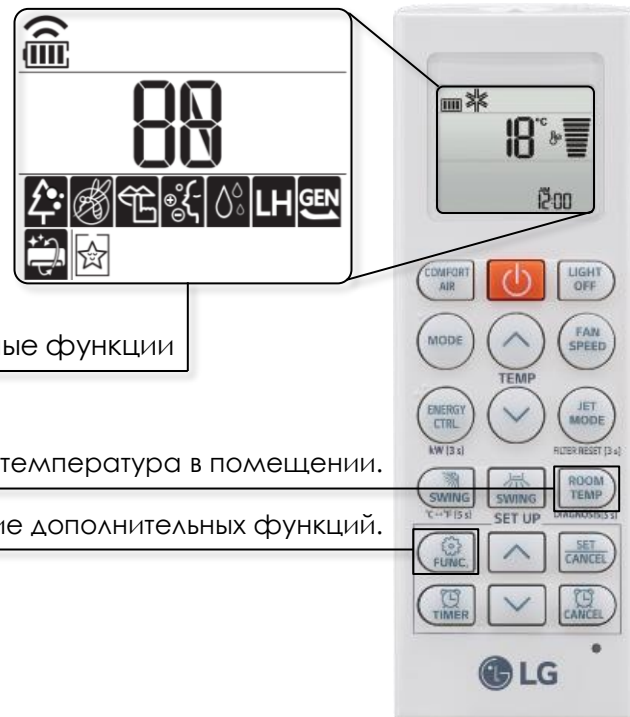 88
LH GEN
18 °C
AM 12:00
COMFORT AIR
LIGHT OFF
ые функции
MODE
FAN SPEED
TEMP
ENERGY CTRL
JET MODE
kW (3 s)
FILTER RESET (3 s)
температура в помещении.
SWING
SWING
ROOM TEMP
°C↔°F (5 s)
SET UP
DIAGNOSIS(5 s)
ие дополнительных функций.
FUNC.
SET CANCEL
TIMER
CANCEL
LG